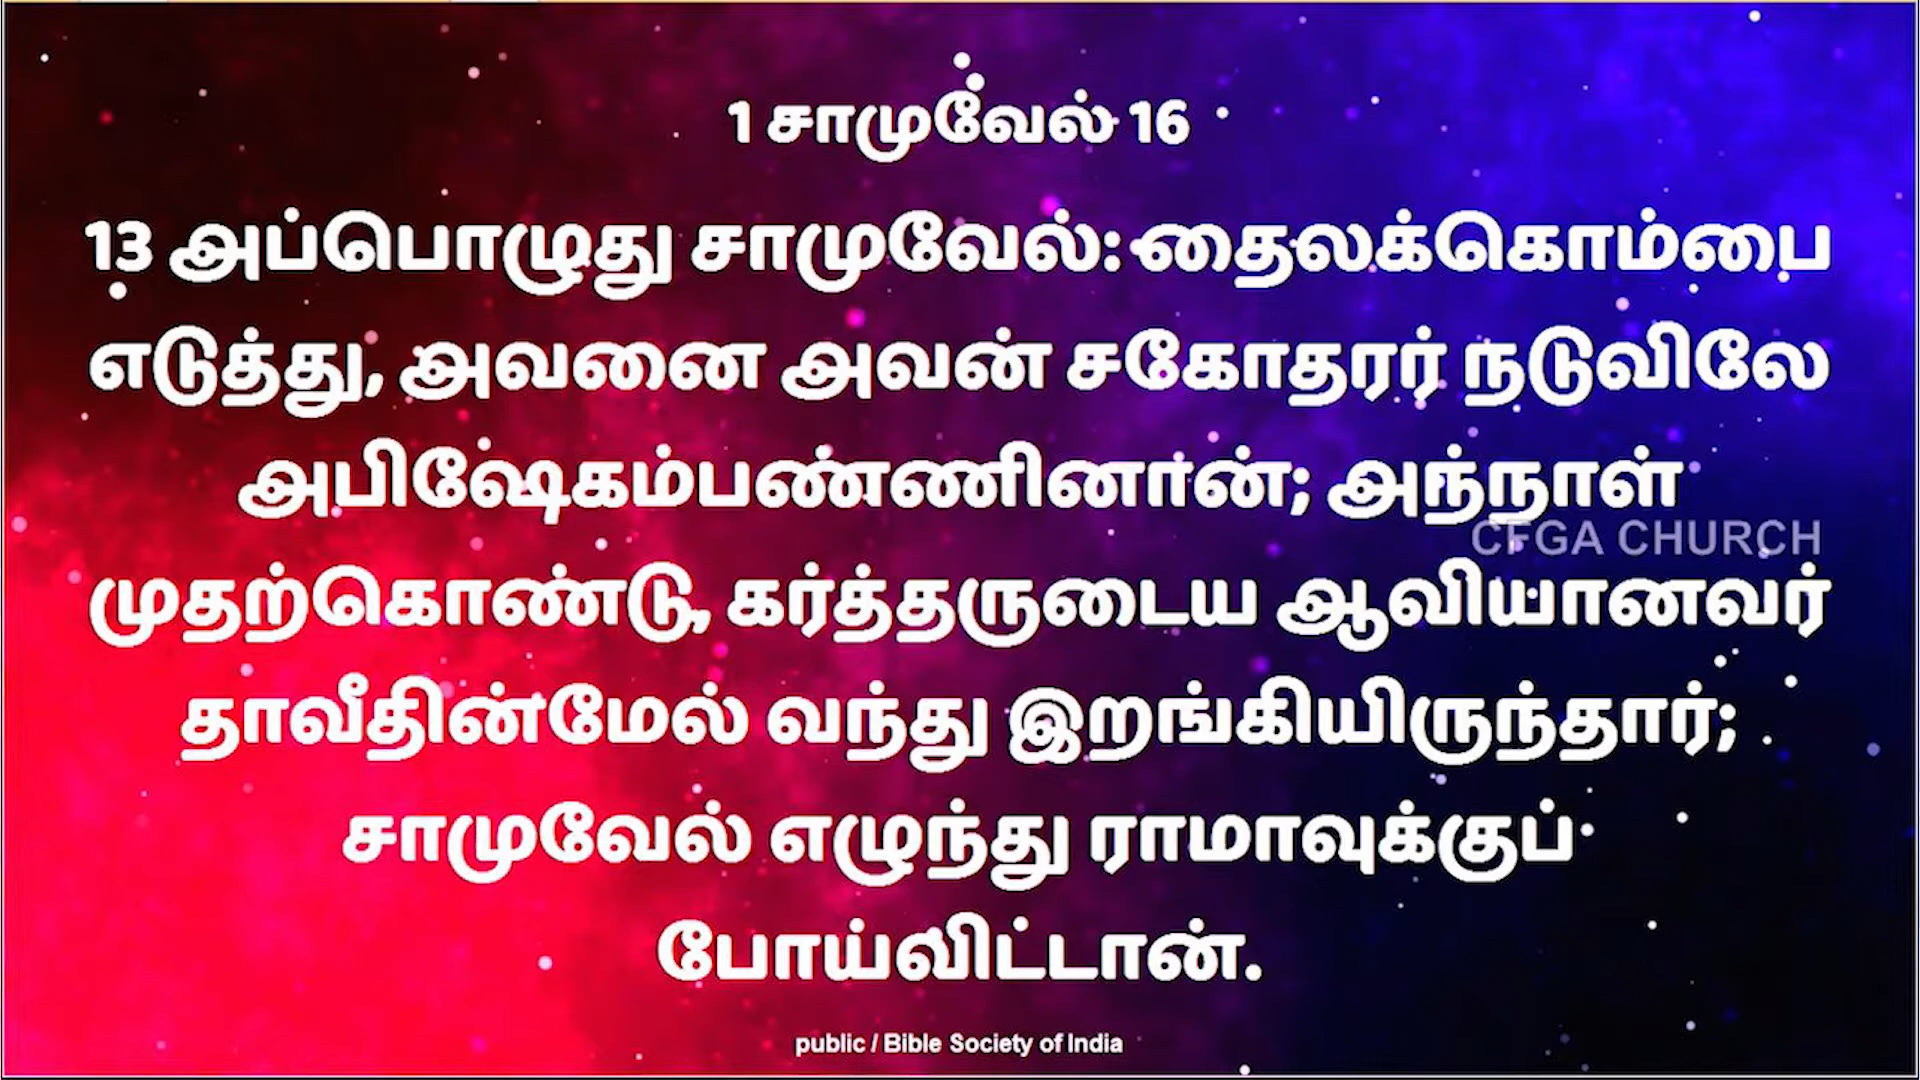 1 சாமுவேல் 16
13 அப்பொழுது சாமுவேல்: தைலக்கொம்பை
எடுத்து, அவனை அவன் சகோதரர் நடுவிலே
அபிஷேகம்பண்ணினான்; அந்நாள்
CFGA CHURCH
முதற்கொண்டு, கர்த்தருடைய ஆவியானவர்
தாவீதின்மேல் வந்து இறங்கியிருந்தார்;
சாமுவேல் எழுந்து ராமாவுக்குப்
போய்விட்டான்.
public / Bible Society of India